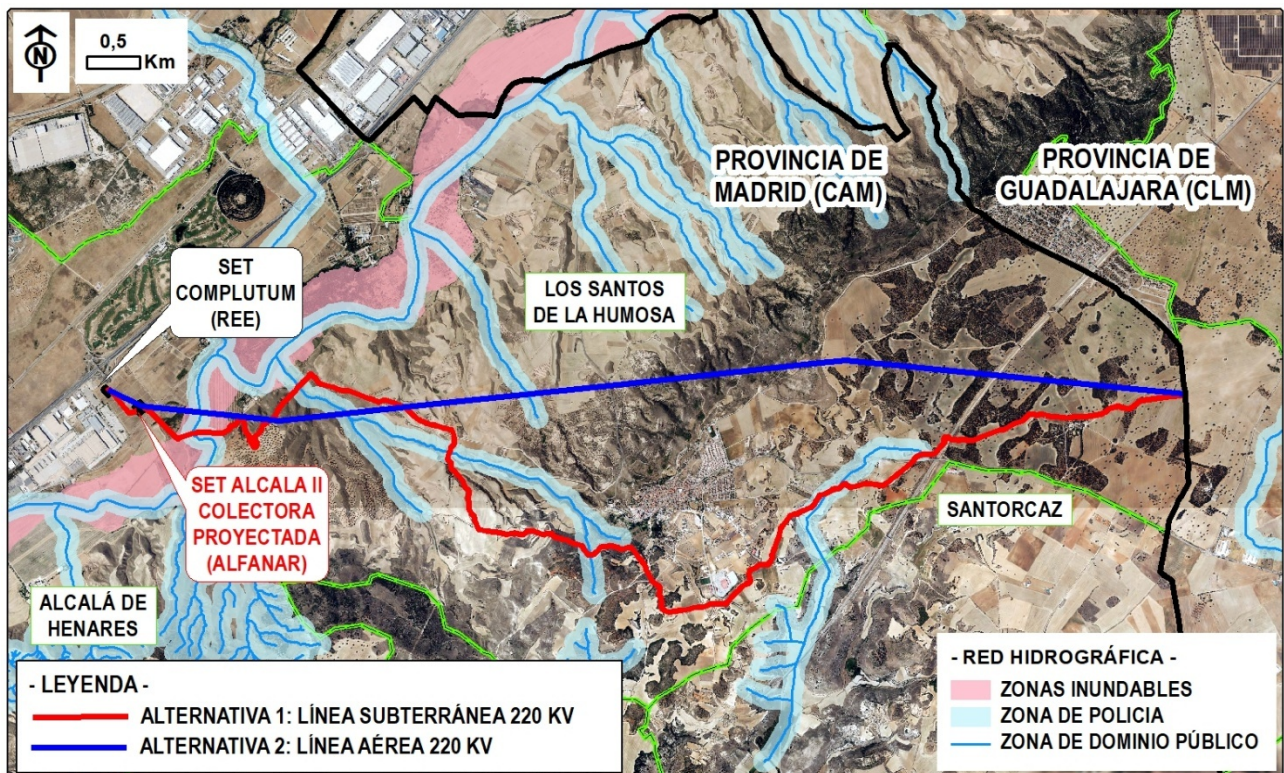 N
0,5
Km
PROVINCIA DE
MADRID (CAM)
PROVINCIA DE
GUADALAJARA (CLM)
SET
COMPLUTUM
(REE)
LOS SANTOS
DE LA HUMOSA
SET ALCALA II
COLECTORA
PROYECTADA
(ALFANAR)
SANTORCAZ
ALCALÁ DE
HENARES
- LEYENDA -
ALTERNATIVA 1: LÍNEA SUBTERRÁNEA 220 KV
ALTERNATIVA 2: LÍNEA AÉREA 220 KV
- RED HIDROGRÁFICA -
ZONAS INUNDABLES
ZONA DE POLICIA
ZONA DE DOMINIO PÚBLICO